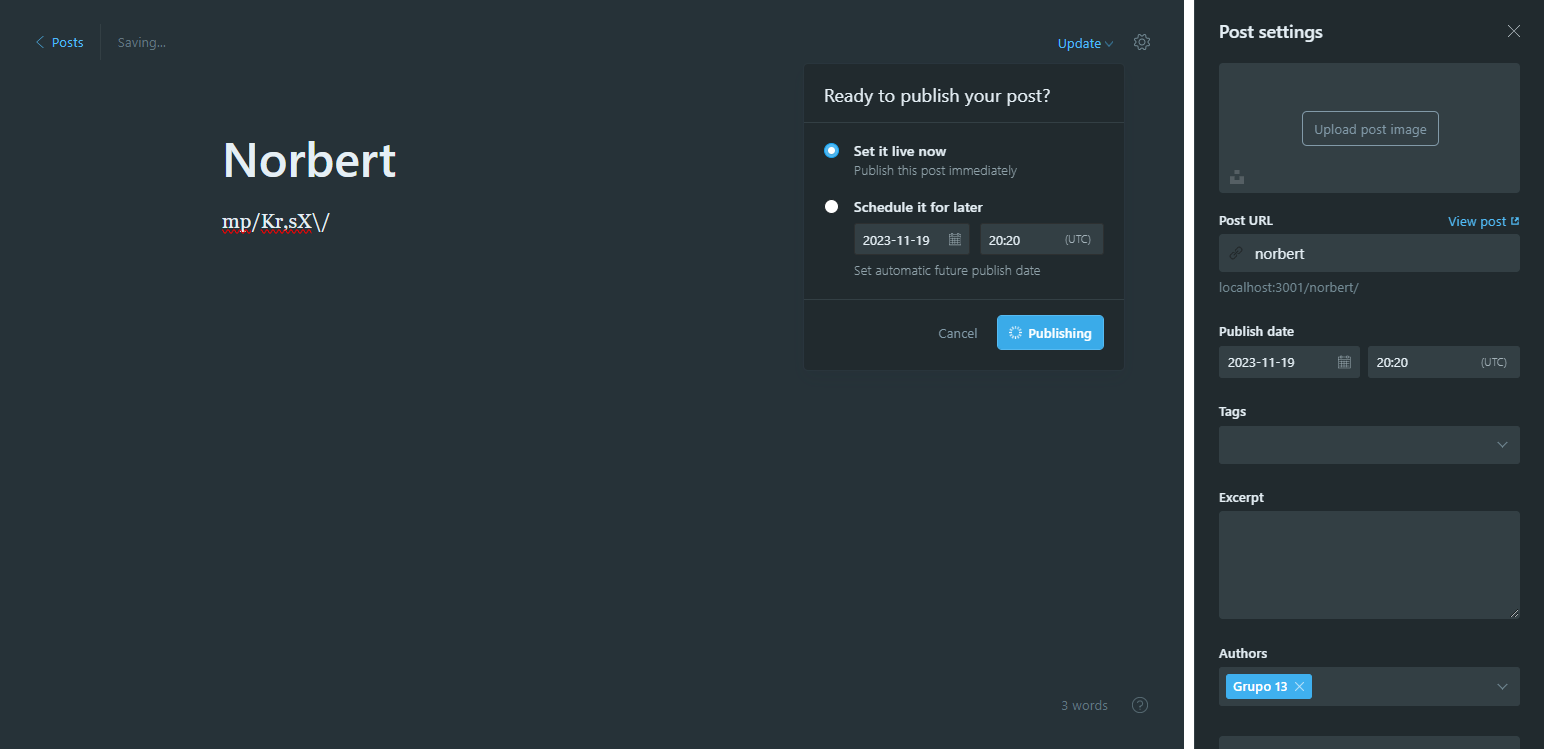 Posts
Saving...
Update
Norbert
mp/Kr,sX\/
Ready to publish your post?
Set it live now
Publish this post immediately
Schedule it for later
2023-11-19
20:20 (UTC)
Set automatic future publish date
Cancel
Publishing
3 words
?
Post settings
Upload post image
Post URL
View post
norbert
localhost:3001/norbert/
Publish date
2023-11-19
20:20 (UTC)
Tags
Excerpt
Authors
Grupo 13